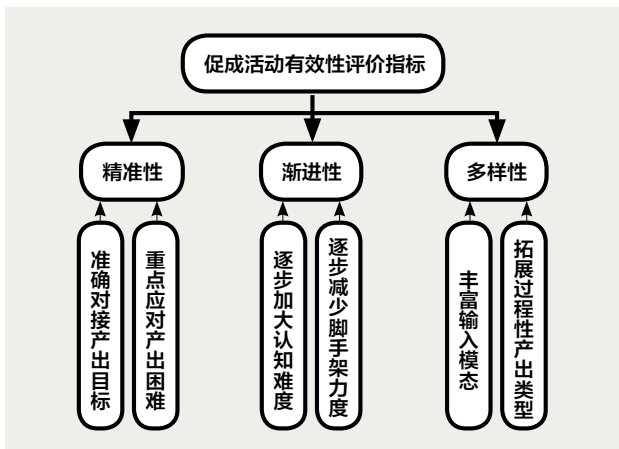 促成活动有效性评价指标
精准性
渐进性
多样性
准确对接产出目标
重点应对产出困难
逐步加大认知难度
逐步减少脚手架力度
丰富输入模态
拓展过程性产出类型